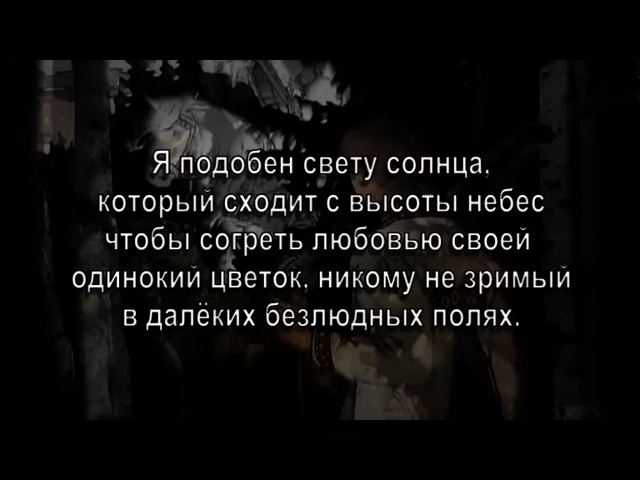 Я подобен свету солнца,
который сходит с высоты небес
чтобы согреть любовью своей
одинокий цветок, никому не зримый
в далёких безлюдных полях.